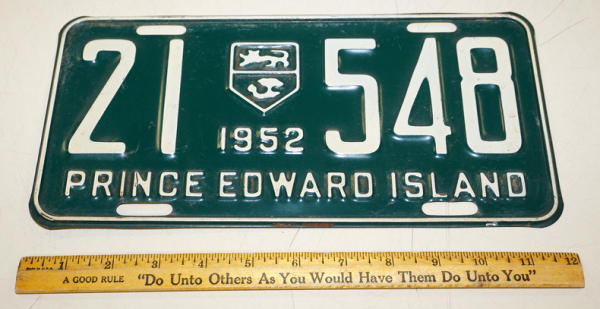 21 548
1952
PRINCE EDWARD ISLAND
1 2 3 4 5 6 7 8 9 10 11 12
A GOOD RULE "Do Unto Others As You Would Have Them Do Unto You"